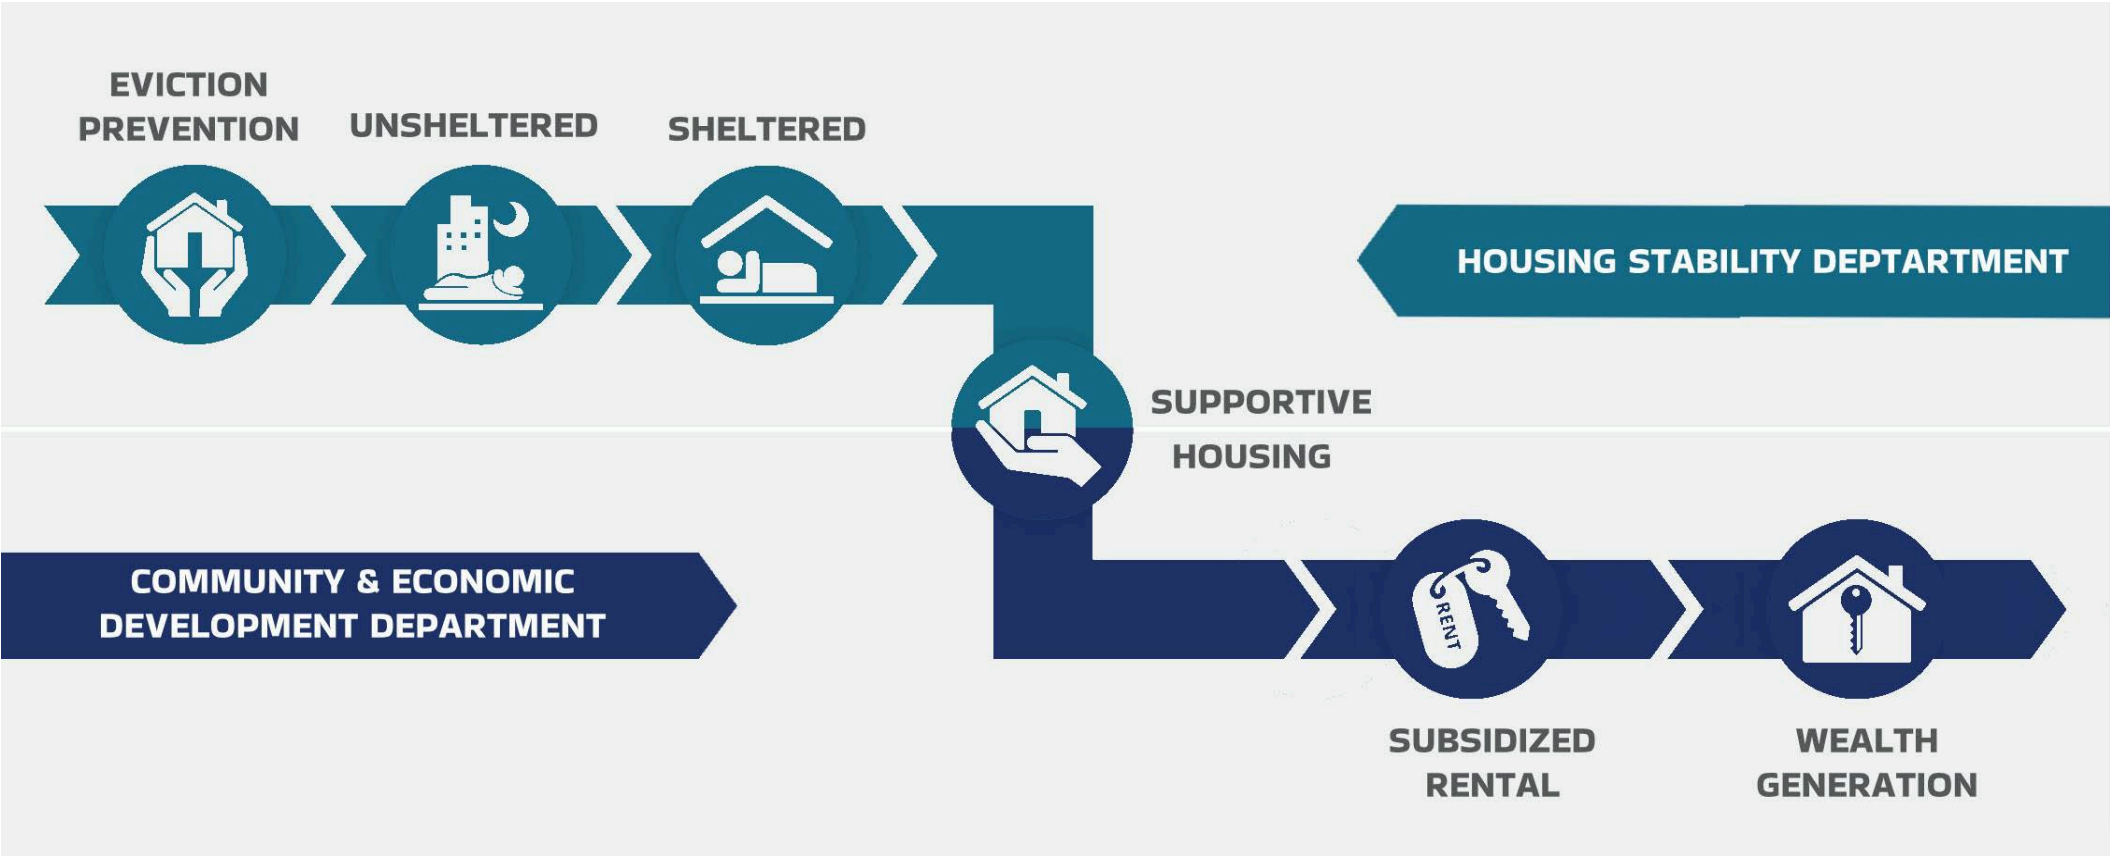 EVICTION
PREVENTION
UNSHELTERED
SHELTERED
HOUSING STABILITY DEPTARTMENT
SUPPORTIVE
HOUSING
COMMUNITY & ECONOMIC
DEVELOPMENT DEPARTMENT
RENT
SUBSIDIZED
RENTAL
WEALTH
GENERATION